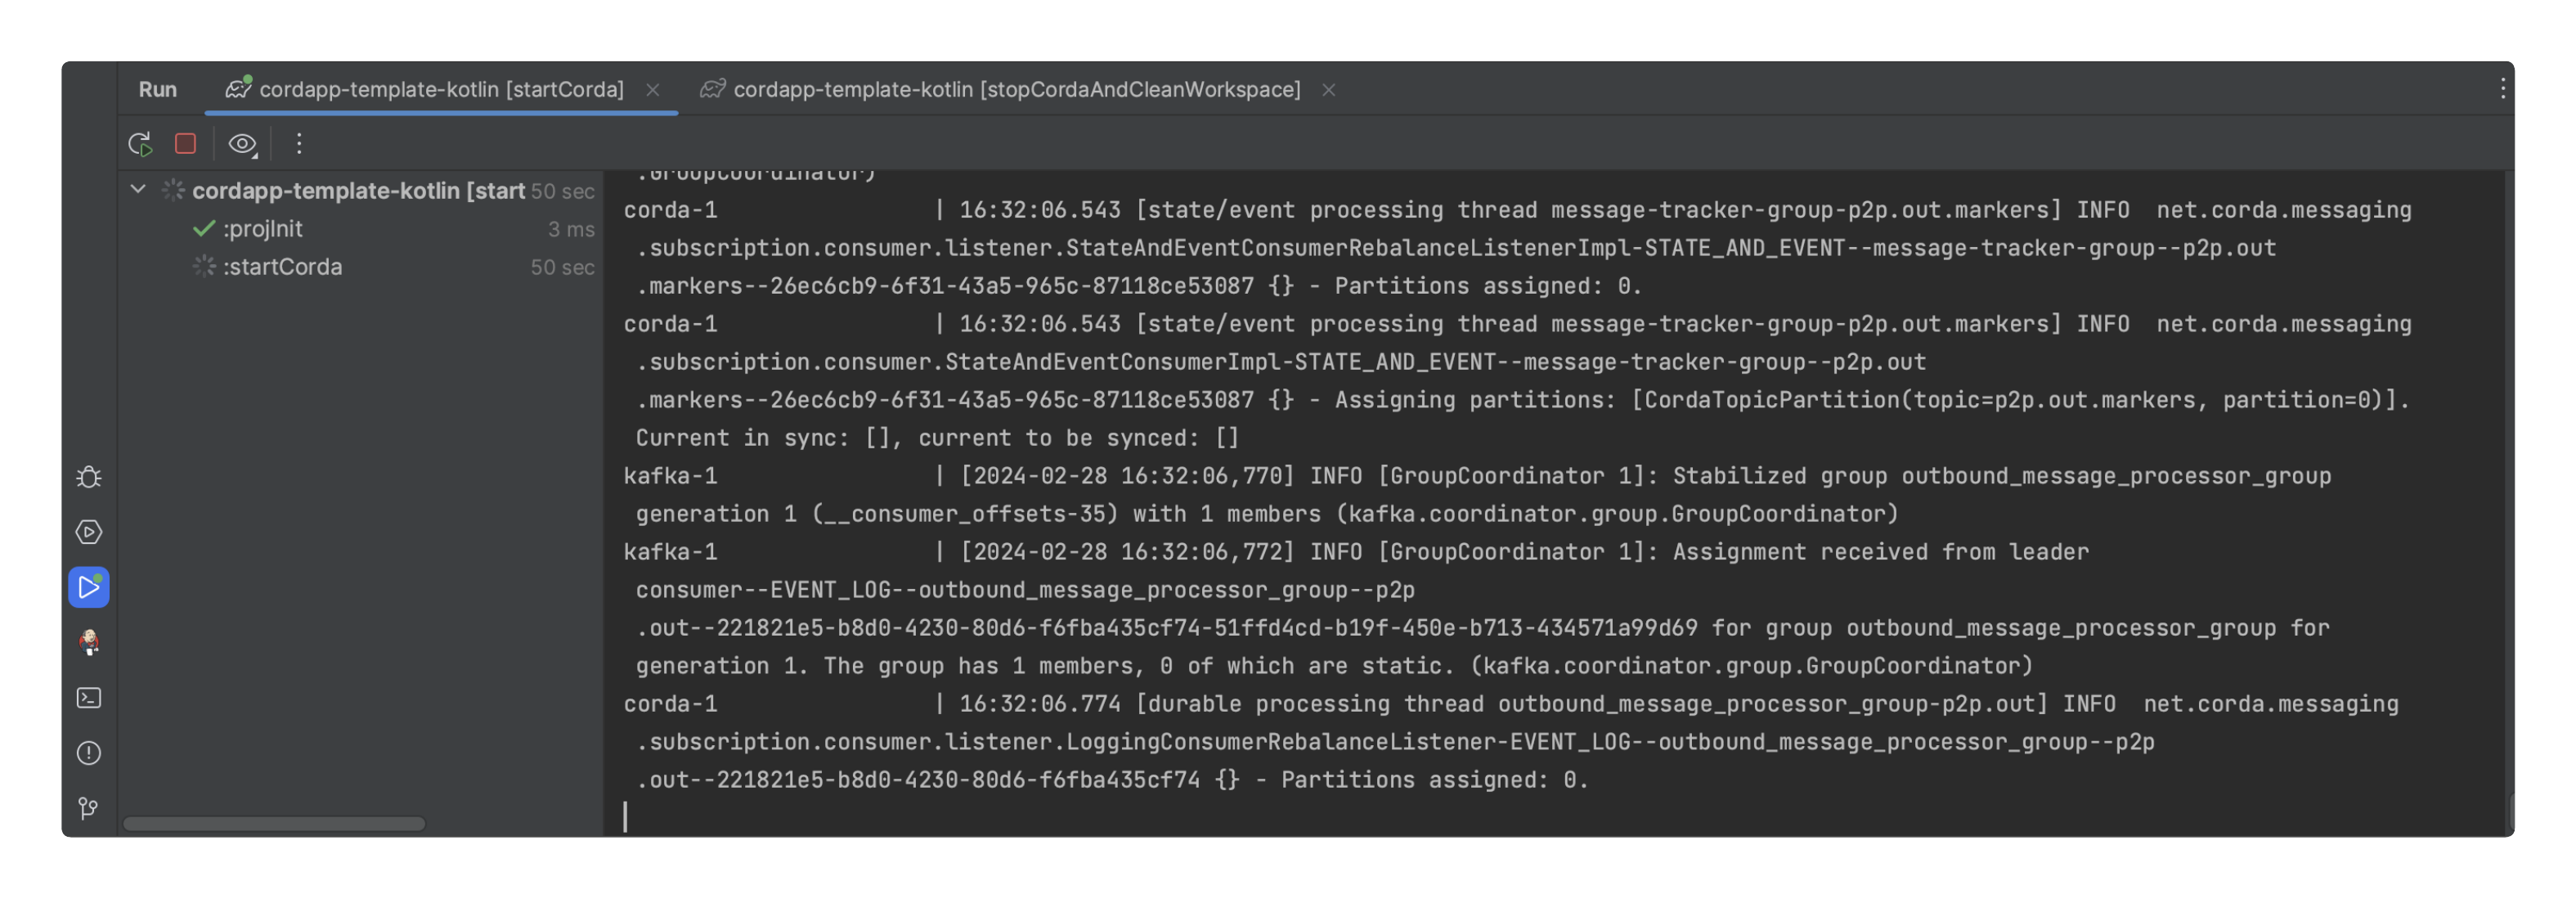 Run
cordapp-template-kotlin [startCorda]
cordapp-template-kotlin [stopCordaAndCleanWorkspace]
cordapp-template-kotlin [start 50 sec
:projInit 3 ms
:startCorda 50 sec
.GroupCoordinator)
corda-1 | 16:32:06.543 [state/event processing thread message-tracker-group-p2p.out.markers] INFO net.corda.messaging
.subscription.consumer.listener.StateAndEventConsumerRebalanceListenerImpl-STATE_AND_EVENT--message-tracker-group--p2p.out
.markers--26ec6cb9-6f31-43a5-965c-87118ce53087 {} - Partitions assigned: 0.
corda-1 | 16:32:06.543 [state/event processing thread message-tracker-group-p2p.out.markers] INFO net.corda.messaging
.subscription.consumer.StateAndEventConsumerImpl-STATE_AND_EVENT--message-tracker-group--p2p.out
.markers--26ec6cb9-6f31-43a5-965c-87118ce53087 {} - Assigning partitions: [CordaTopicPartition(topic=p2p.out.markers, partition=0)].
Current in sync: [], current to be synced: []
kafka-1 | [2024-02-28 16:32:06,770] INFO [GroupCoordinator 1]: Stabilized group outbound_message_processor_group
generation 1 (__consumer_offsets-35) with 1 members (kafka.coordinator.group.GroupCoordinator)
kafka-1 | [2024-02-28 16:32:06,772] INFO [GroupCoordinator 1]: Assignment received from leader
consumer--EVENT_LOG--outbound_message_processor_group--p2p
.out--221821e5-b8d0-4230-80d6-f6fba435cf74-51ffd4cd-b19f-450e-b713-434571a99d69 for group outbound_message_processor_group for
generation 1. The group has 1 members, 0 of which are static. (kafka.coordinator.group.GroupCoordinator)
corda-1 | 16:32:06.774 [durable processing thread outbound_message_processor_group-p2p.out] INFO net.corda.messaging
.subscription.consumer.listener.LoggingConsumerRebalanceListener-EVENT_LOG--outbound_message_processor_group--p2p
.out--221821e5-b8d0-4230-80d6-f6fba435cf74 {} - Partitions assigned: 0.